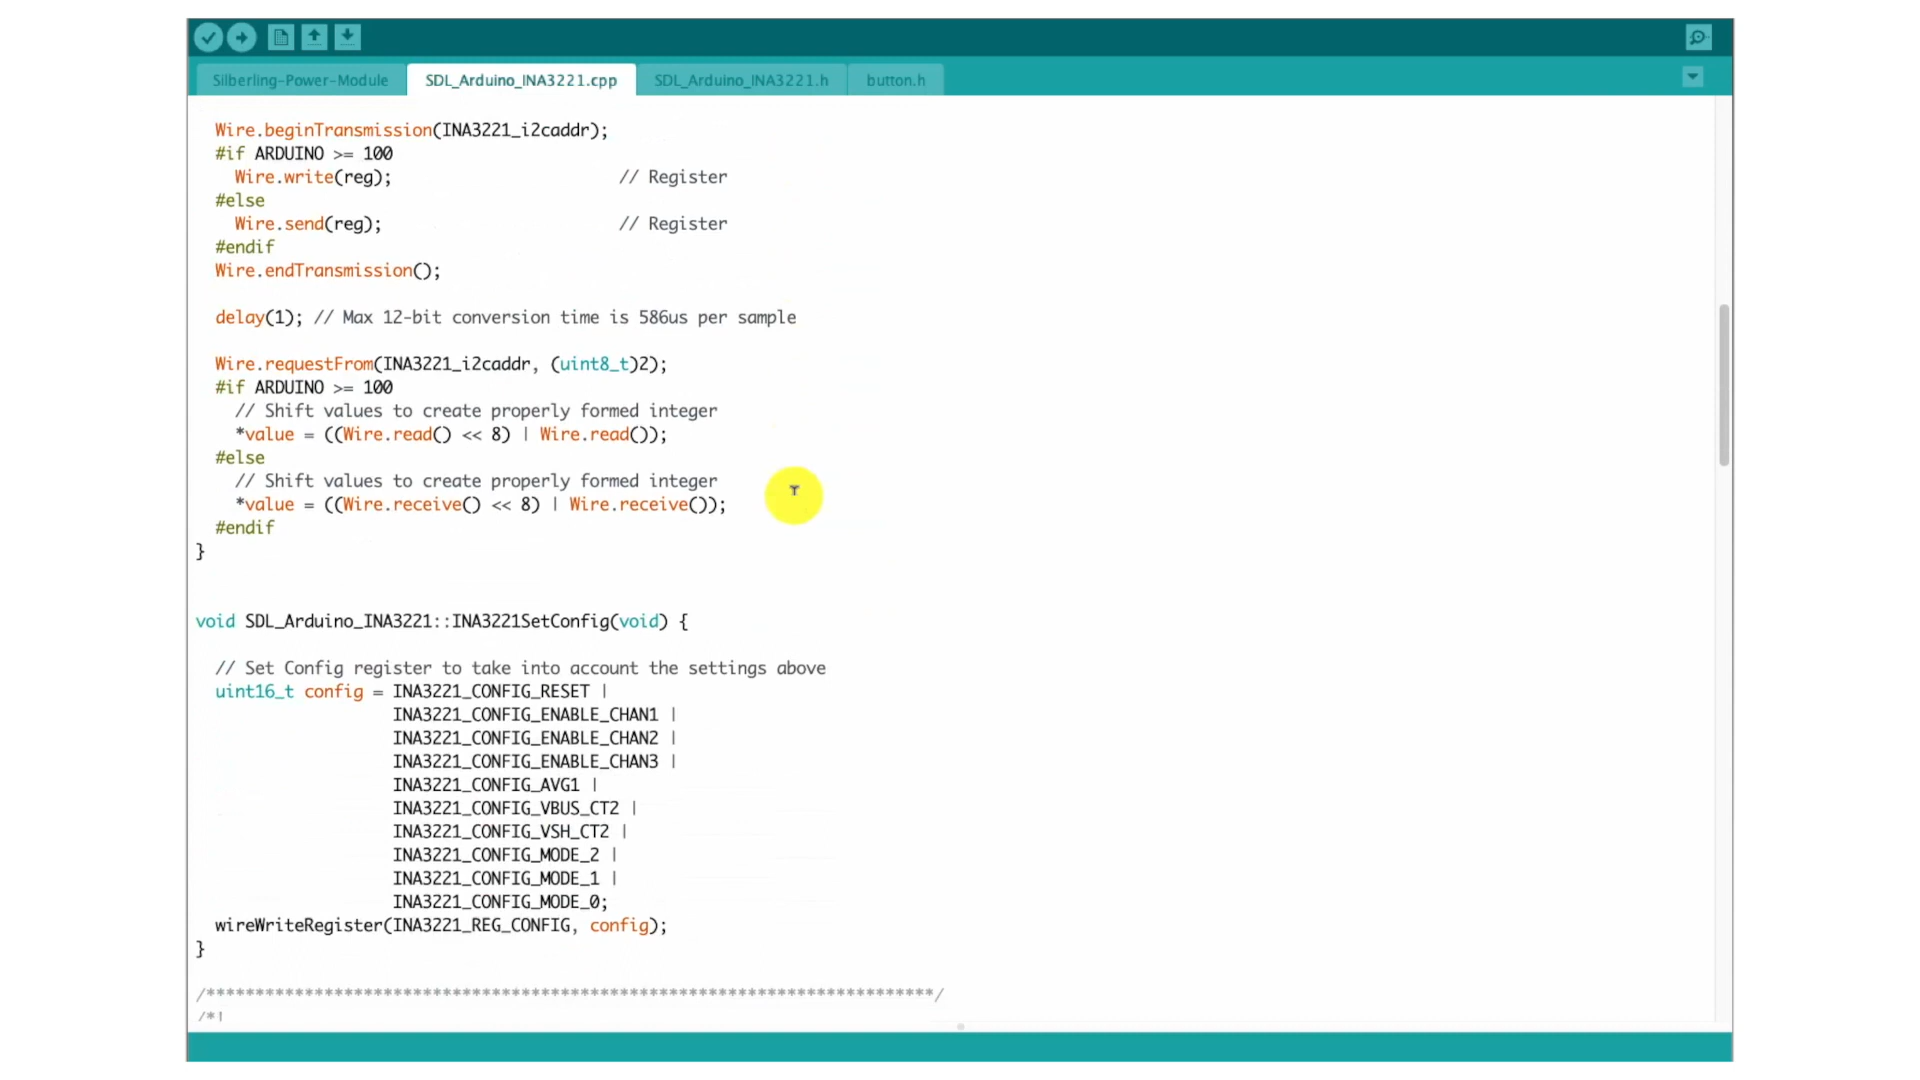 Silberling-Power-Module SDL_Arduino_INA3221.cpp SDL_Arduino_INA3221.h button.h
Wire.beginTransmission(INA3221_i2caddr);
#if ARDUINO >= 100
Wire.write(reg); // Register
#else
Wire.send(reg); // Register
#endif
Wire.endTransmission();
delay(1); // Max 12-bit conversion time is 586us per sample
Wire.requestFrom(INA3221_i2caddr, (uint8_t)2);
#if ARDUINO >= 100
// Shift values to create properly formed integer
*value = ((Wire.read() << 8) | Wire.read());
#else
// Shift values to create properly formed integer
*value = ((Wire.receive() << 8) | Wire.receive());
#endif
}
void SDL_Arduino_INA3221::INA3221SetConfig(void) {
// Set Config register to take into account the settings above
uint16_t config = INA3221_CONFIG_RESET |
INA3221_CONFIG_ENABLE_CHAN1 |
INA3221_CONFIG_ENABLE_CHAN2 |
INA3221_CONFIG_ENABLE_CHAN3 |
INA3221_CONFIG_AVG1 |
INA3221_CONFIG_VBUS_CT2 |
INA3221_CONFIG_VSH_CT2 |
INA3221_CONFIG_MODE_2 |
INA3221_CONFIG_MODE_1 |
INA3221_CONFIG_MODE_0;
wireWriteRegister(INA3221_REG_CONFIG, config);
}
/**************************************************************************/
/*!